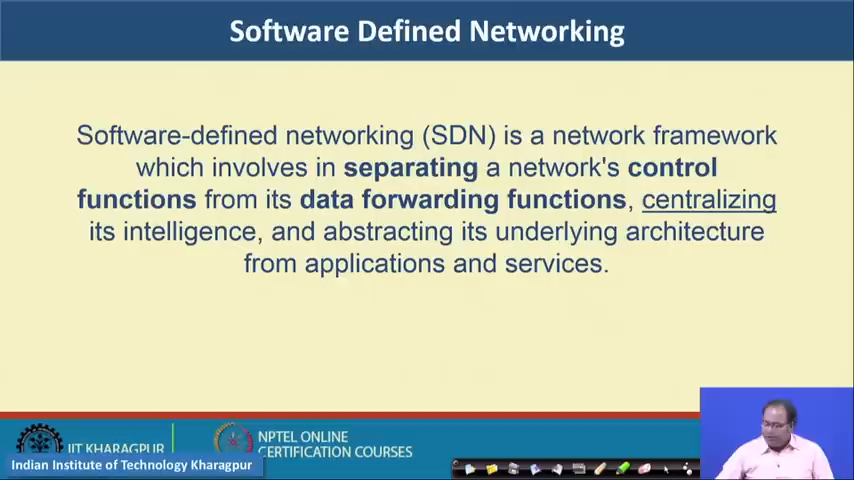 Software Defined Networking
Software-defined networking (SDN) is a network framework
which involves in separating a network's control
functions from its data forwarding functions, centralizing
its intelligence, and abstracting its underlying architecture
from applications and services.
IIT KHARAGPUR
NPTEL ONLINE
CERTIFICATION COURSES
Indian Institute of Technology Kharagpur